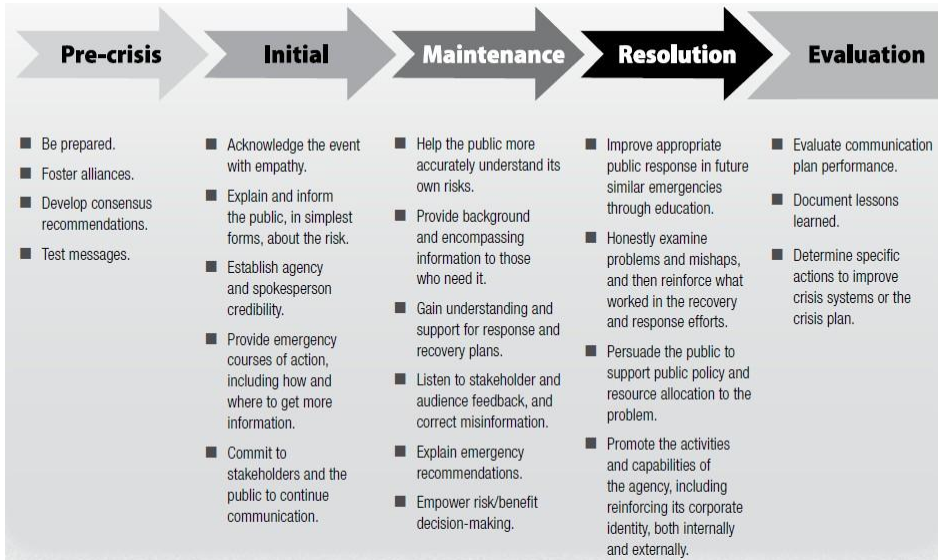 Pre-crisis
Be prepared.
Foster alliances.
Develop consensus
recommendations.
Test messages.
Initial
Acknowledge the event
with empathy.
Explain and inform
the public, in simplest
forms, about the risk.
Establish agency
and spokesperson
credibility.
Provide emergency
courses of action,
including how and
where to get more
information.
Commit to
stakeholders and the
public to continue
communication.
Maintenance
Help the public more
accurately understand its
own risks.
Provide background
and encompassing
information to those
who need it.
Gain understanding and
support for response and
recovery plans.
Listen to stakeholder and
audience feedback, and
correct misinformation.
Explain emergency
recommendations.
Empower risk/benefit
decision-making.
Resolution
Improve appropriate
public response in future
similar emergencies
through education.
Honestly examine
problems and mishaps,
and then reinforce what
worked in the recovery
and response efforts.
Persuade the public to
support public policy and
resource allocation to the
problem.
Promote the activities
and capabilities of
the agency, including
reinforcing its corporate
identity, both internally
and externally.
Evaluation
Evaluate communication
plan performance.
Document lessons
learned.
Determine specific
actions to improve
crisis systems or the
crisis plan.